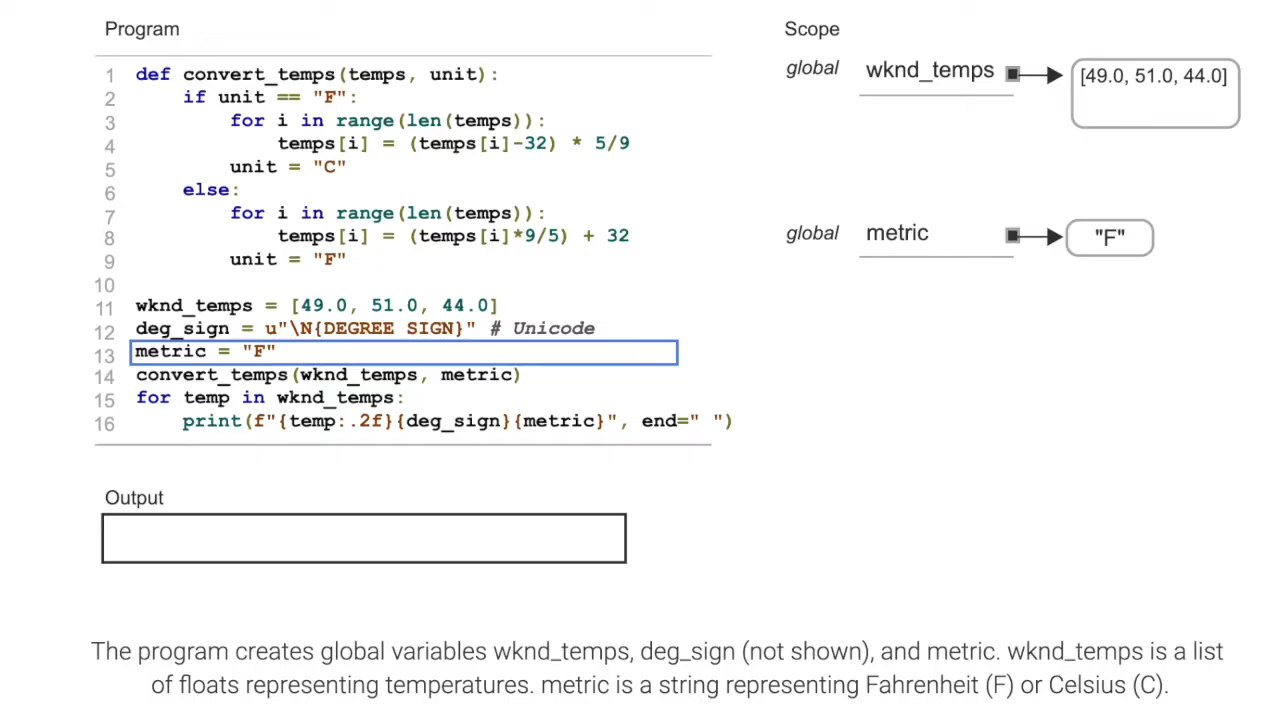 Program
1 def convert_temps(temps, unit):
2     if unit == "F":
3         for i in range(len(temps)):
4             temps[i] = (temps[i]-32) * 5/9
5         unit = "C"
6     else:
7         for i in range(len(temps)):
8             temps[i] = (temps[i]*9/5) + 32
9         unit = "F"
10
11 wknd_temps = [49.0, 51.0, 44.0]
12 deg_sign = u"\N{DEGREE SIGN}" # Unicode
13 metric = "F"
14 convert_temps(wknd_temps, metric)
15 for temp in wknd_temps:
16     print(f"{temp:.2f}{deg_sign}{metric}", end=" ")
Output
Scope
global wknd_temps [49.0, 51.0, 44.0]
global metric "F"
The program creates global variables wknd_temps, deg_sign (not shown), and metric. wknd_temps is a list
of floats representing temperatures. metric is a string representing Fahrenheit (F) or Celsius (C).